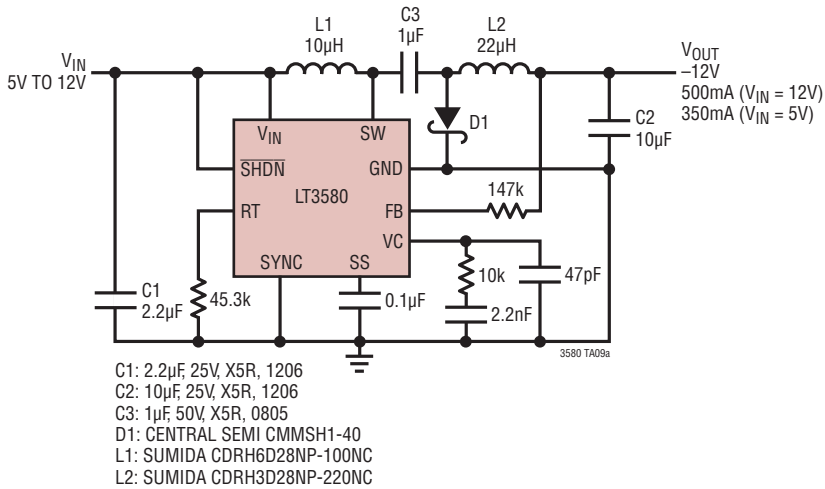 L1
10µH
C3
1µF
L2
22µH
VIN
5V TO 12V
VOUT
–12V
500mA (VIN = 12V)
350mA (VIN = 5V)
VIN
SW
D1
C2
10µF
SHDN
GND
LT3580
147k
RT
FB
VC
SYNC
SS
10k
47pF
C1
2.2µF
45.3k
0.1µF
2.2nF
3580 TA09a
C1: 2.2µF, 25V, X5R, 1206
C2: 10µF, 25V, X5R, 1206
C3: 1µF, 50V, X5R, 0805
D1: CENTRAL SEMI CMMSH1-40
L1: SUMIDA CDRH6D28NP-100NC
L2: SUMIDA CDRH3D28NP-220NC